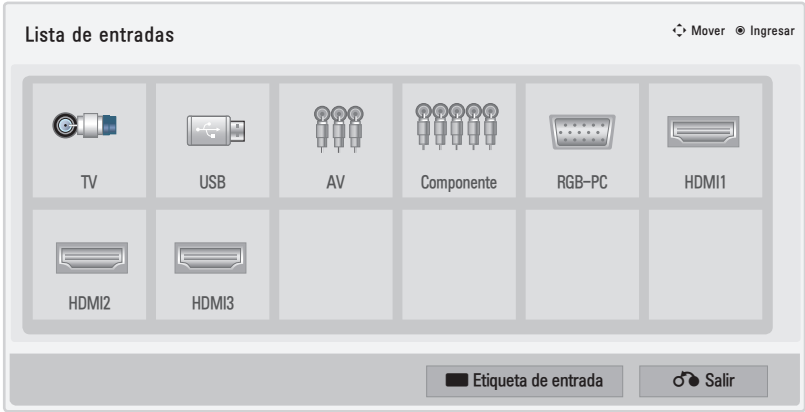 Lista de entradas
Mover Ingresar
TV USB AV Componente RGB-PC HDMI1
HDMI2 HDMI3
Etiqueta de entrada Salir